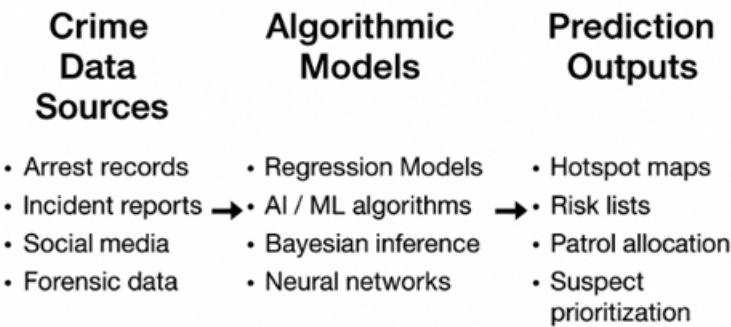 Crime
Data
Sources
• Arrest records
• Incident reports
• Social media
• Forensic data
Algorithmic
Models
• Regression Models
• AI / ML algorithms
• Bayesian inference
• Neural networks
Prediction
Outputs
• Hotspot maps
• Risk lists
• Patrol allocation
• Suspect
prioritization